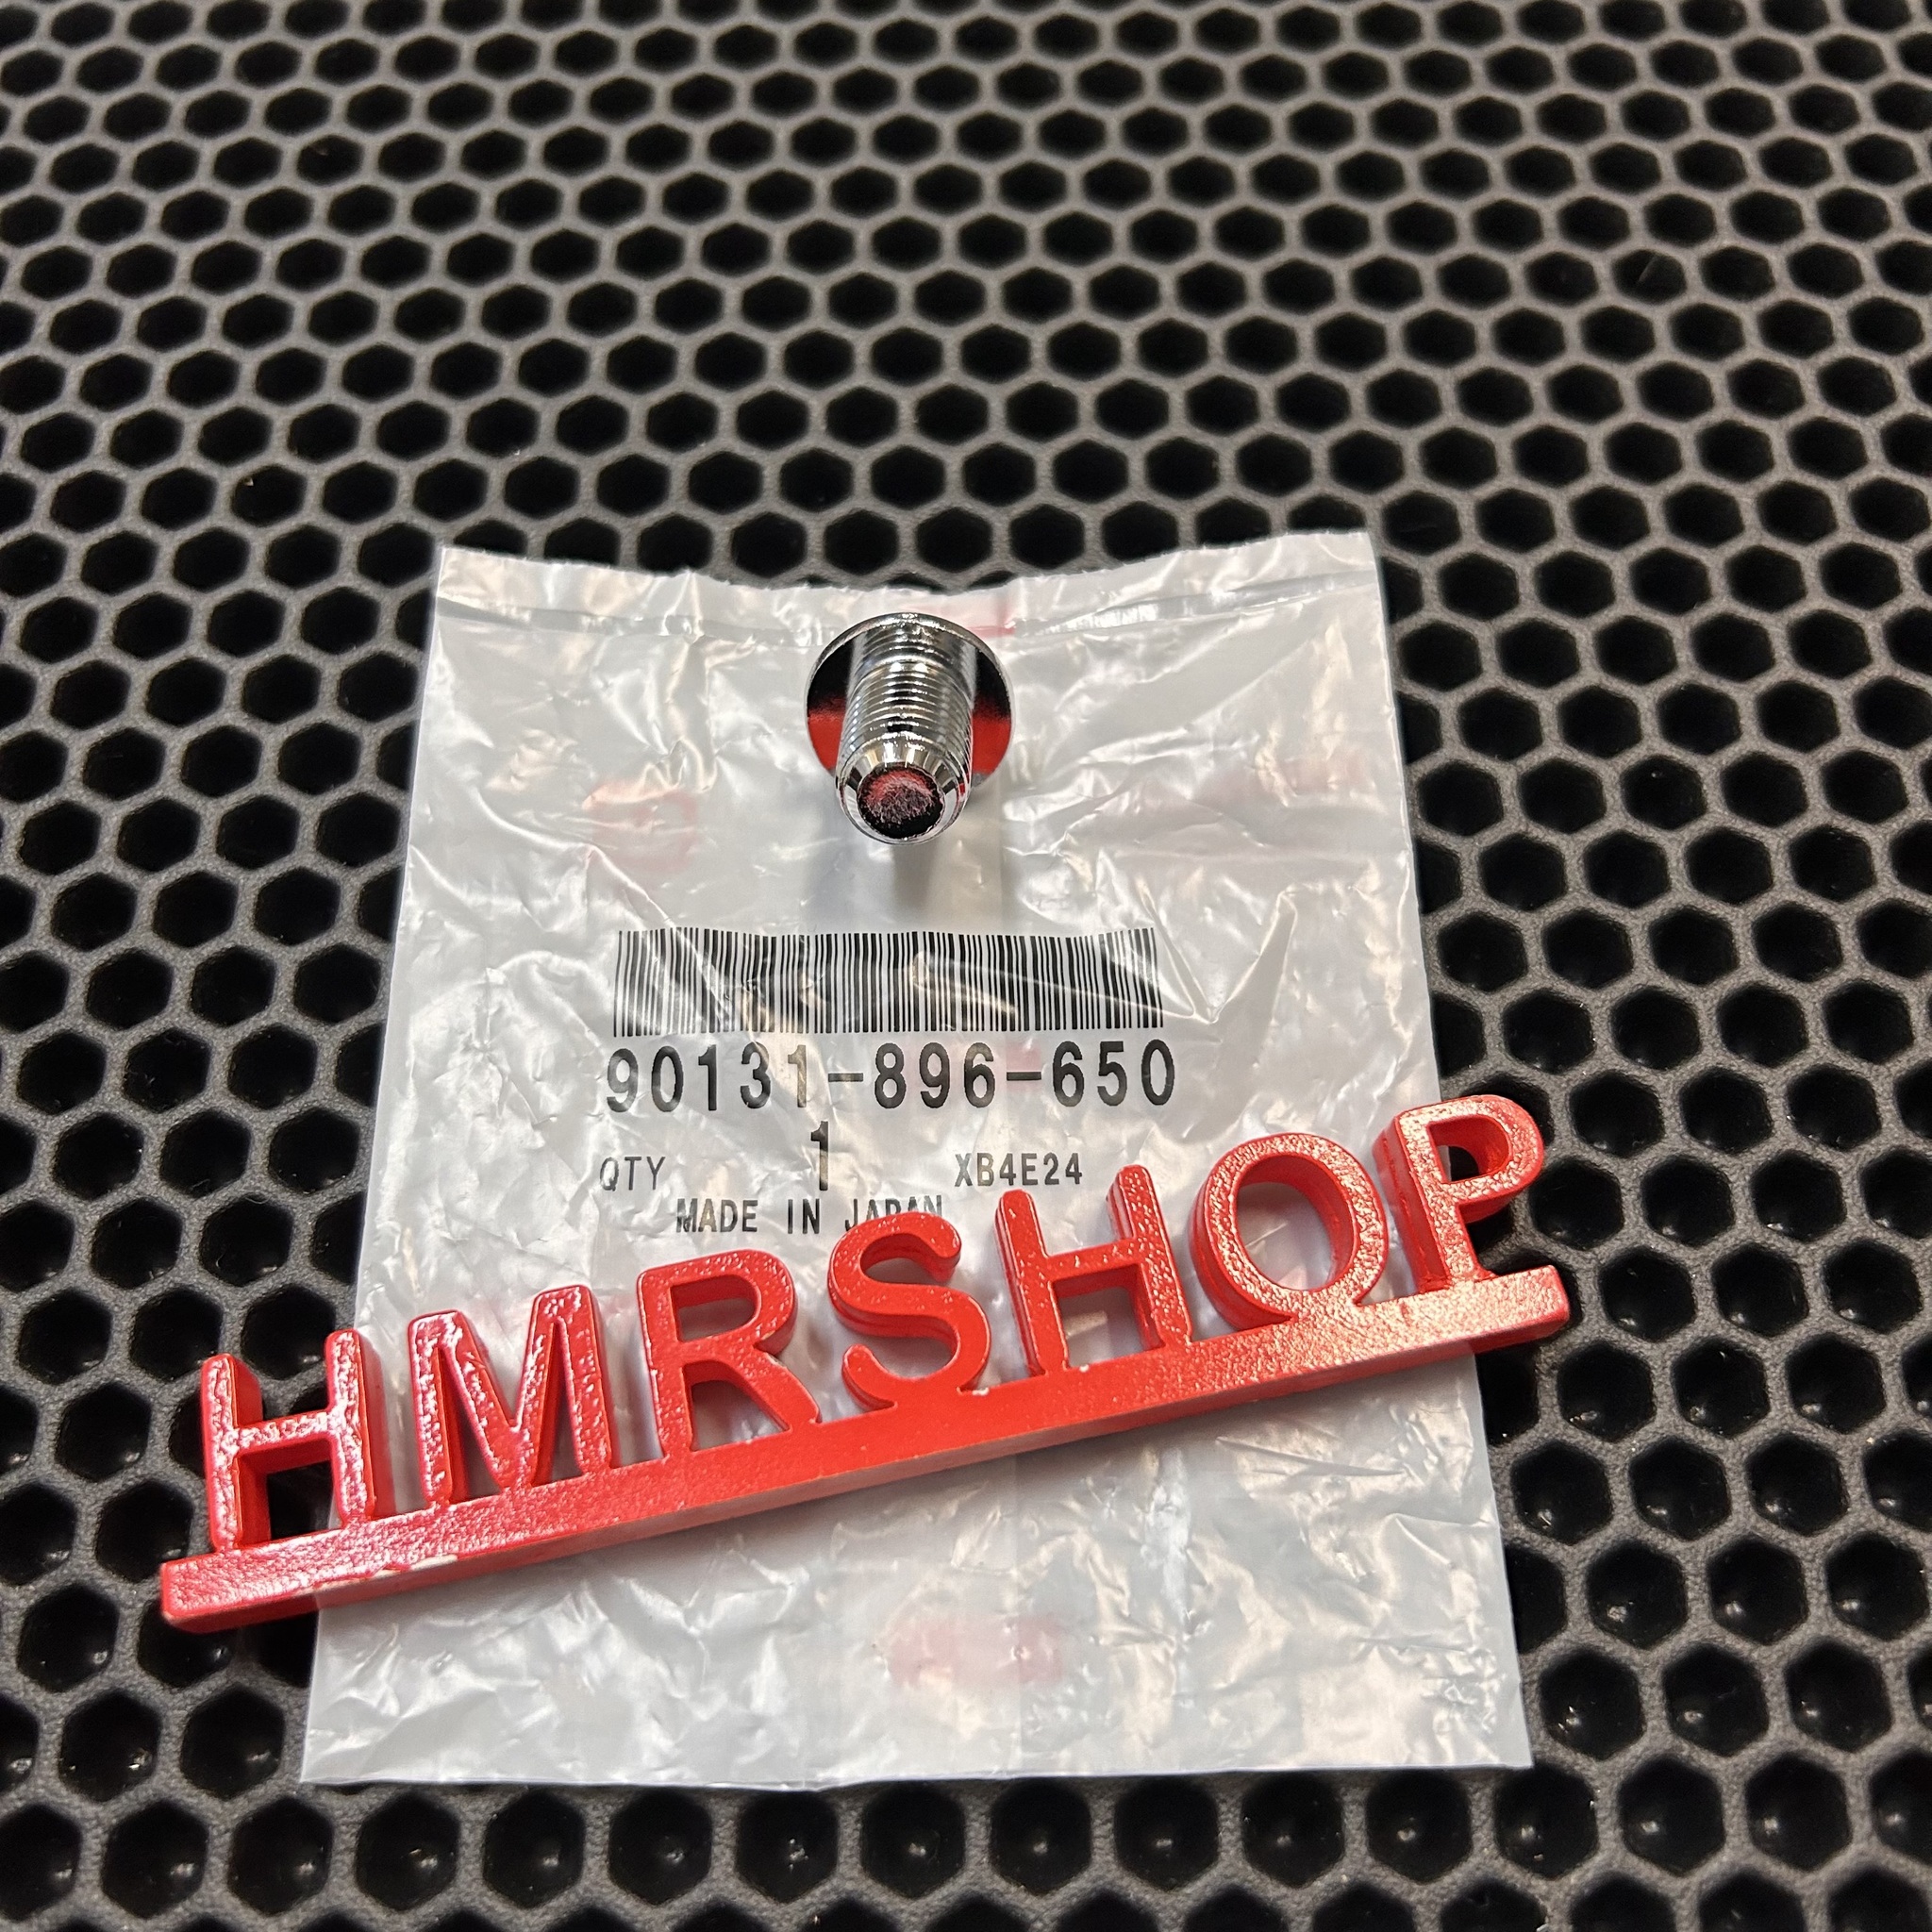 90131-896-650
QTY 1 XB4E24
MADE IN JAPAN
HMRSHOP